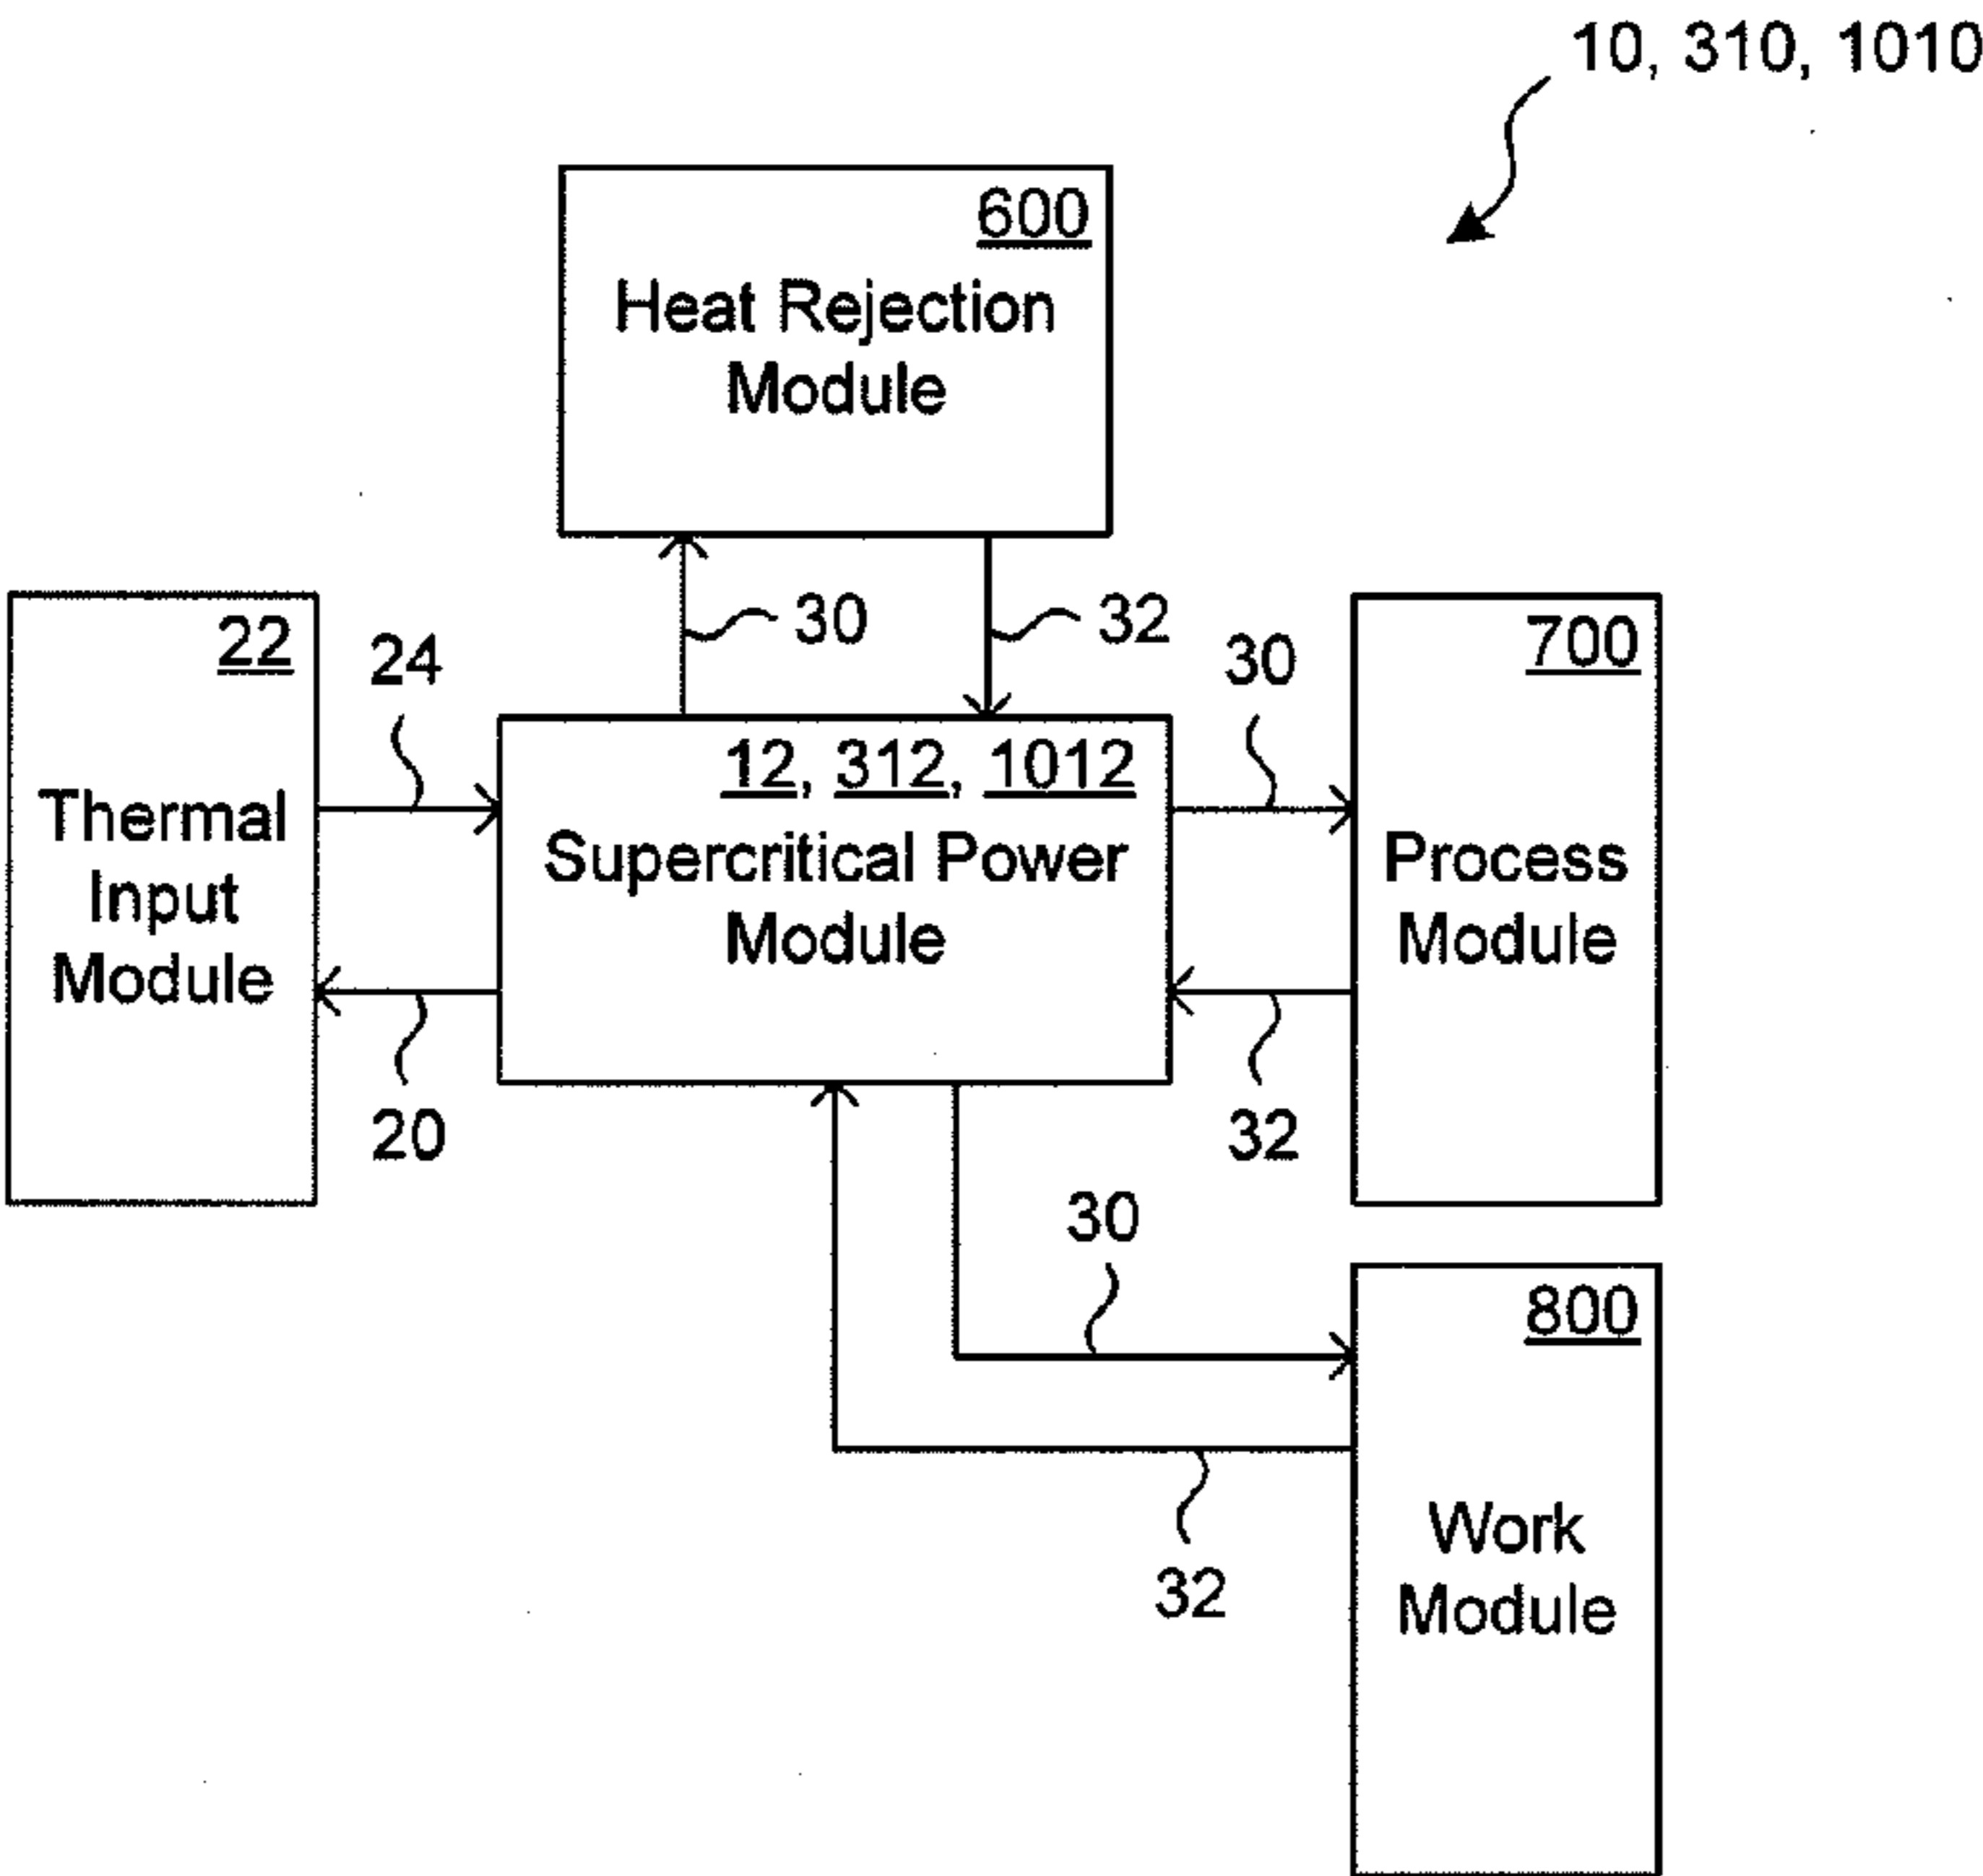 10, 310, 1010
600
Heat Rejection
Module
30
32
22
24
Thermal
Input
Module
20
12, 312, 1012
Supercritical Power
Module
30
700
Process
Module
32
30
800
32
Work
Module